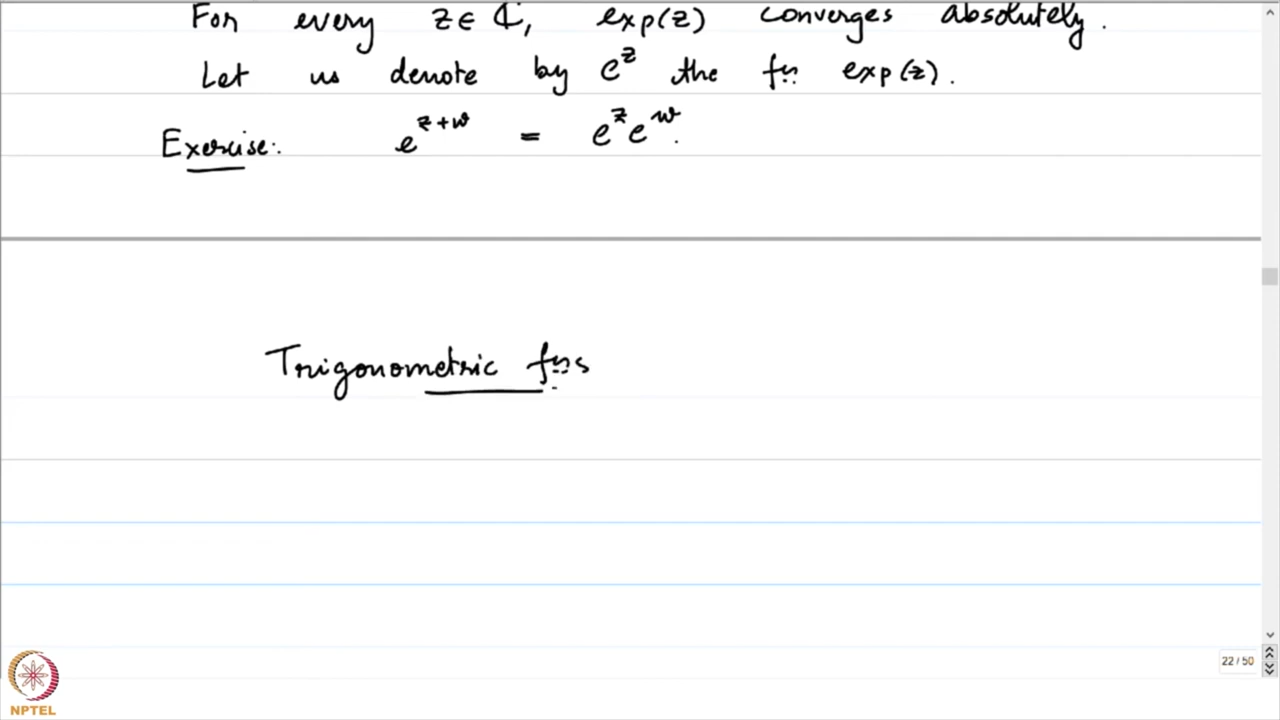 For every z ∈ ℂ, exp(z) converges absolutely.
Let us denote by e^z the fn exp(z).
Exercise: e^{z+w} = e^z e^w.
Trigonometric fns
22 / 50
NPTEL